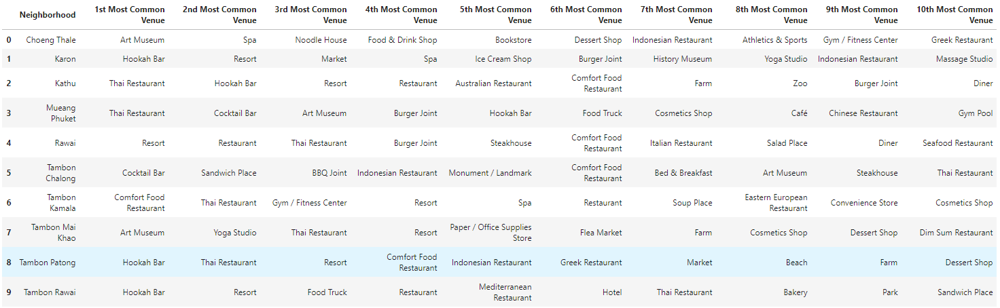 Neighborhood 1st Most Common Venue 2nd Most Common Venue 3rd Most Common Venue 4th Most Common Venue 5th Most Common Venue 6th Most Common Venue 7th Most Common Venue 8th Most Common Venue 9th Most Common Venue 10th Most Common Venue
0 Choeng Thale Art Museum Spa Noodle House Food & Drink Shop Bookstore Dessert Shop Indonesian Restaurant Athletics & Sports Gym / Fitness Center Greek Restaurant
1 Karon Hookah Bar Resort Market Spa Ice Cream Shop Burger Joint History Museum Yoga Studio Indonesian Restaurant Massage Studio
2 Kathu Thai Restaurant Hookah Bar Resort Restaurant Australian Restaurant Comfort Food Restaurant Farm Zoo Burger Joint Diner
3 Mueang Phuket Thai Restaurant Cocktail Bar Art Museum Burger Joint Hookah Bar Food Truck Cosmetics Shop Café Chinese Restaurant Gym Pool
4 Rawai Resort Restaurant Thai Restaurant Burger Joint Steakhouse Comfort Food Restaurant Italian Restaurant Salad Place Diner Seafood Restaurant
5 Tambon Chalong Cocktail Bar Sandwich Place BBQ Joint Indonesian Restaurant Monument / Landmark Comfort Food Restaurant Bed & Breakfast Art Museum Steakhouse Thai Restaurant
6 Tambon Kamala Comfort Food Restaurant Thai Restaurant Gym / Fitness Center Resort Spa Restaurant Soup Place Eastern European Restaurant Convenience Store Cosmetics Shop
7 Tambon Mai Khao Art Museum Yoga Studio Thai Restaurant Resort Paper / Office Supplies Store Flea Market Farm Cosmetics Shop Dessert Shop Dim Sum Restaurant
8 Tambon Patong Hookah Bar Thai Restaurant Resort Comfort Food Restaurant Indonesian Restaurant Greek Restaurant Market Beach Farm Dessert Shop
9 Tambon Rawai Hookah Bar Resort Food Truck Restaurant Mediterranean Restaurant Hotel Thai Restaurant Bakery Park Sandwich Place